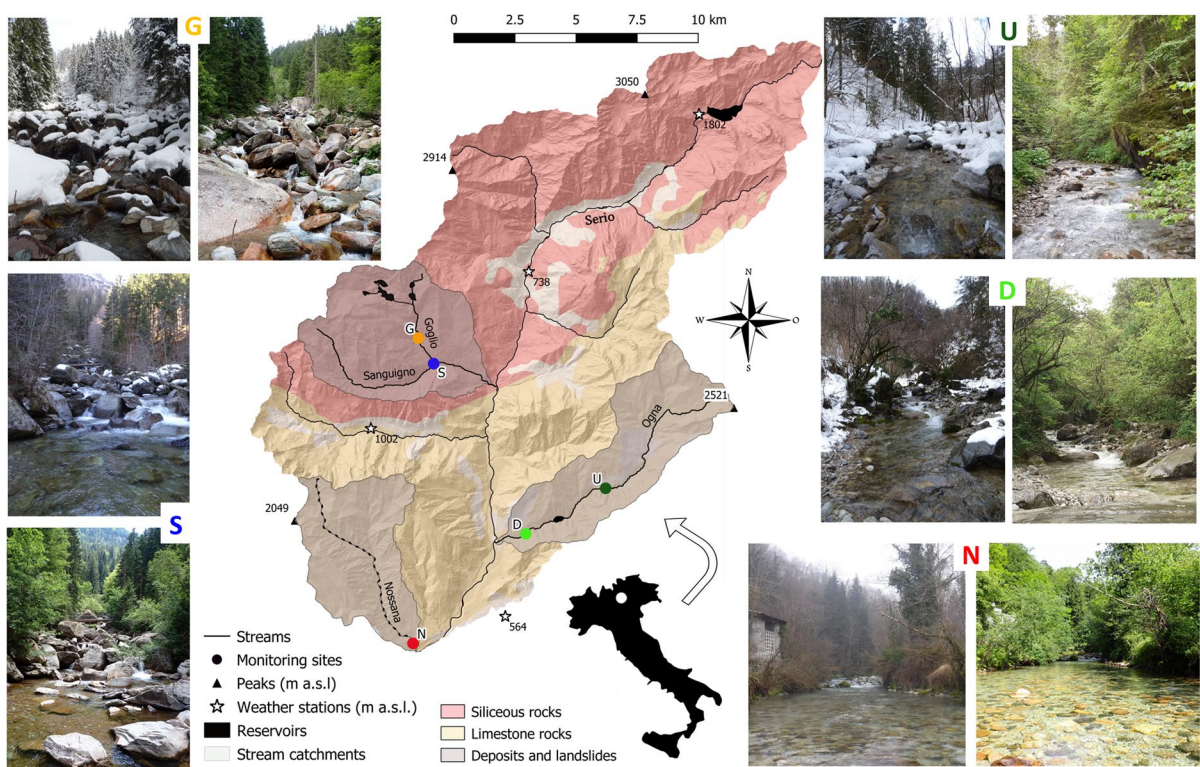 G
0 2.5 5 7.5 10 km
U
3050
1802
2914
Serio
738
N
W O
S
G
Goglio
S
Sanguigno
D
2521
Ogna
1002
U
2049
D
S
Nossana
N
564
N
Streams
Monitoring sites
Peaks (m a.s.l)
Weather stations (m a.s.l.)
Reservoirs
Stream catchments
Siliceous rocks
Limestone rocks
Deposits and landslides